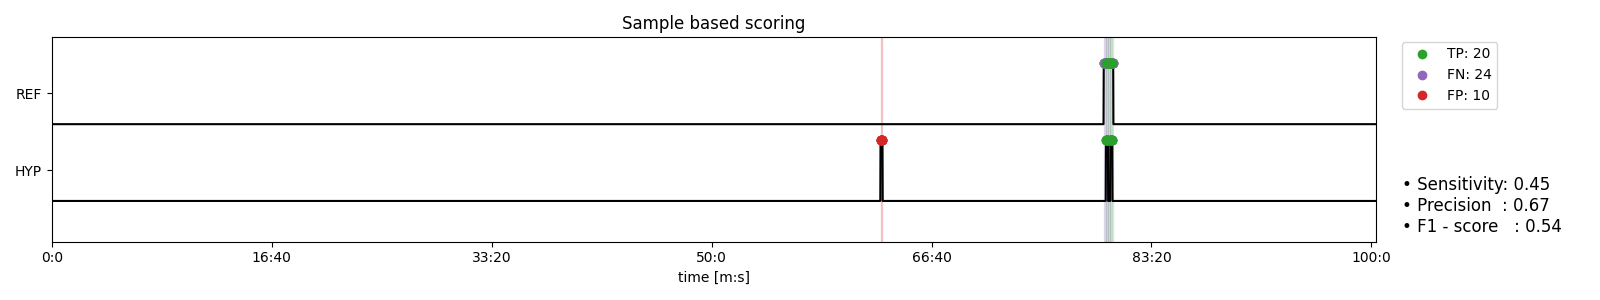 Sample based scoring
REF
HYP
0:0 16:40 33:20 50:0 66:40 83:20 100:0
time [m:s]
TP: 20
FN: 24
FP: 10
• Sensitivity: 0.45
• Precision : 0.67
• F1 - score : 0.54